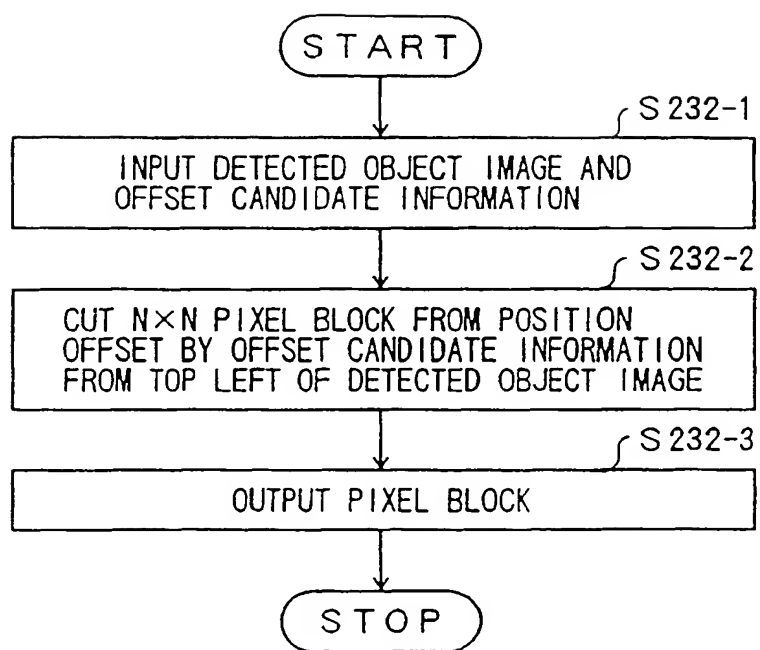 START
S232-1
INPUT DETECTED OBJECT IMAGE AND
OFFSET CANDIDATE INFORMATION
S232-2
CUT N×N PIXEL BLOCK FROM POSITION
OFFSET BY OFFSET CANDIDATE INFORMATION
FROM TOP LEFT OF DETECTED OBJECT IMAGE
S232-3
OUTPUT PIXEL BLOCK
STOP